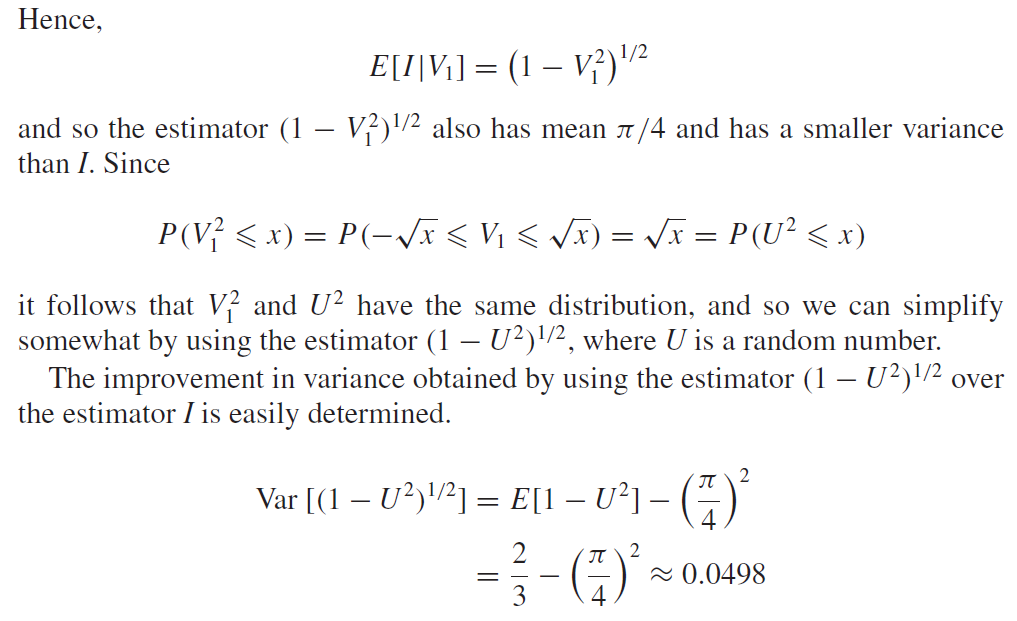 Hence,
E[I|V₁] = (1 − V₁²)^{1/2}
and so the estimator (1 − V₁²)^{1/2} also has mean π/4 and has a smaller variance
than I. Since
P(V₁² ⩽ x) = P(−√x ⩽ V₁ ⩽ √x) = √x = P(U² ⩽ x)
it follows that V₁² and U² have the same distribution, and so we can simplify
somewhat by using the estimator (1 − U²)^{1/2}, where U is a random number.
The improvement in variance obtained by using the estimator (1 − U²)^{1/2} over
the estimator I is easily determined.
Var [(1 − U²)^{1/2}] = E[1 − U²] − (π/4)²
= 2/3 − (π/4)² ≈ 0.0498